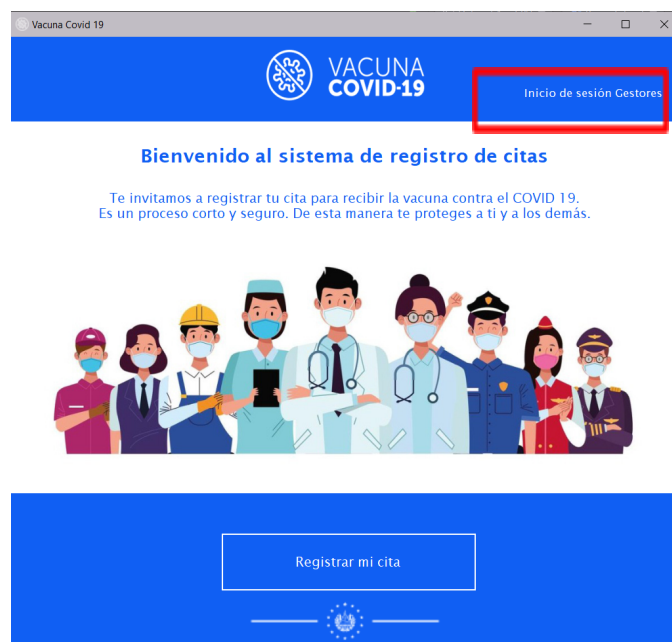 Vacuna Covid 19
VACUNA
COVID-19
Inicio de sesión Gestores
Bienvenido al sistema de registro de citas
Te invitamos a registrar tu cita para recibir la vacuna contra el COVID 19.
Es un proceso corto y seguro. De esta manera te proteges a ti y a los demás.
Registrar mi cita